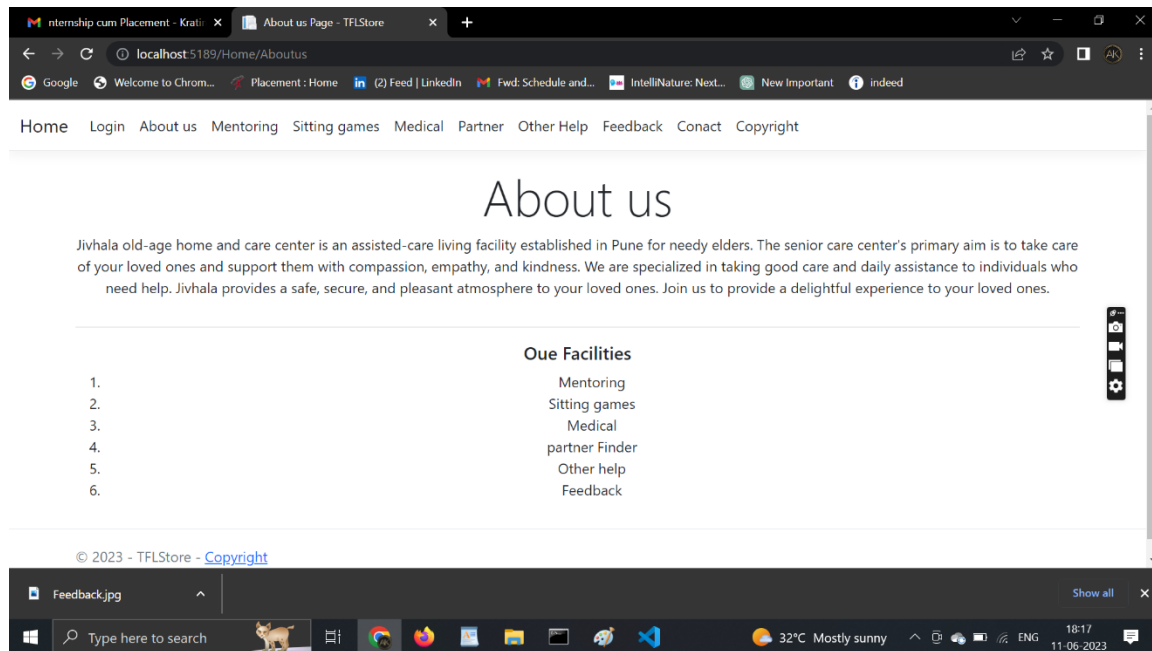 nternship cum Placement - Kratin
About us Page - TFLStore
localhost:5189/Home/Aboutus
AK
Google Welcome to Chrom... Placement : Home (2) Feed | LinkedIn Fwd: Schedule and... IntelliNature: Next... New Important indeed
Home Login About us Mentoring Sitting games Medical Partner Other Help Feedback Conact Copyright
About us
Jivhala old-age home and care center is an assisted-care living facility established in Pune for needy elders. The senior care center's primary aim is to take care
of your loved ones and support them with compassion, empathy, and kindness. We are specialized in taking good care and daily assistance to individuals who
need help. Jivhala provides a safe, secure, and pleasant atmosphere to your loved ones. Join us to provide a delightful experience to your loved ones.
Oue Facilities
1. Mentoring
2. Sitting games
3. Medical
4. partner Finder
5. Other help
6. Feedback
© 2023 - TFLStore - Copyright
Feedback.jpg
Show all
Type here to search
32°C Mostly sunny
ENG
18:17
11-06-2023